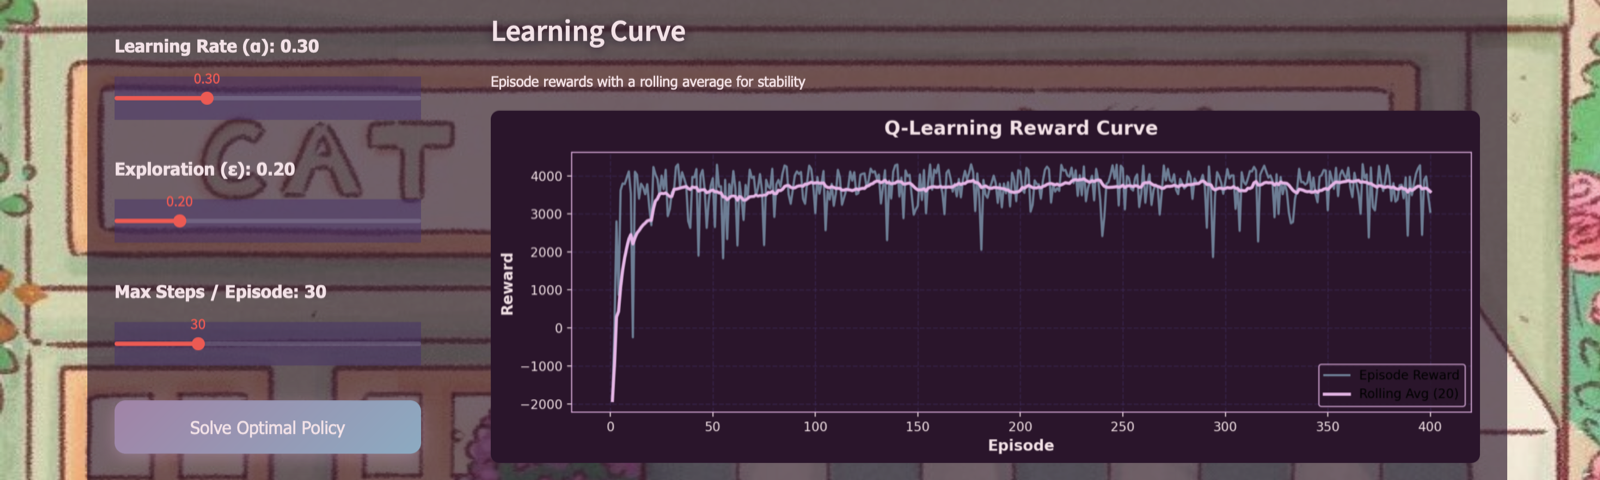 Learning Rate (α): 0.30
0.30
Exploration (ε): 0.20
0.20
Max Steps / Episode: 30
30
Solve Optimal Policy
CAT
Learning Curve
Episode rewards with a rolling average for stability
Q-Learning Reward Curve
Reward
4000
3000
2000
1000
0
−1000
−2000
0 50 100 150 200 250 300 350 400
Episode
Episode Reward
Rolling Avg (20)